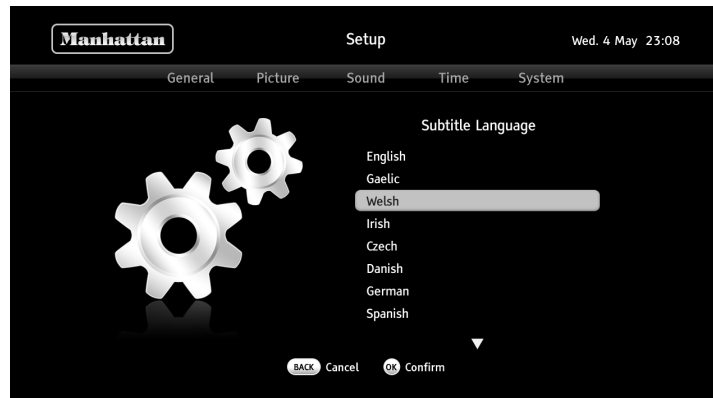 Manhattan Setup Wed. 4 May 23:08
General Picture Sound Time System
Subtitle Language
English
Gaelic
Welsh
Irish
Czech
Danish
German
Spanish
BACK Cancel OK Confirm